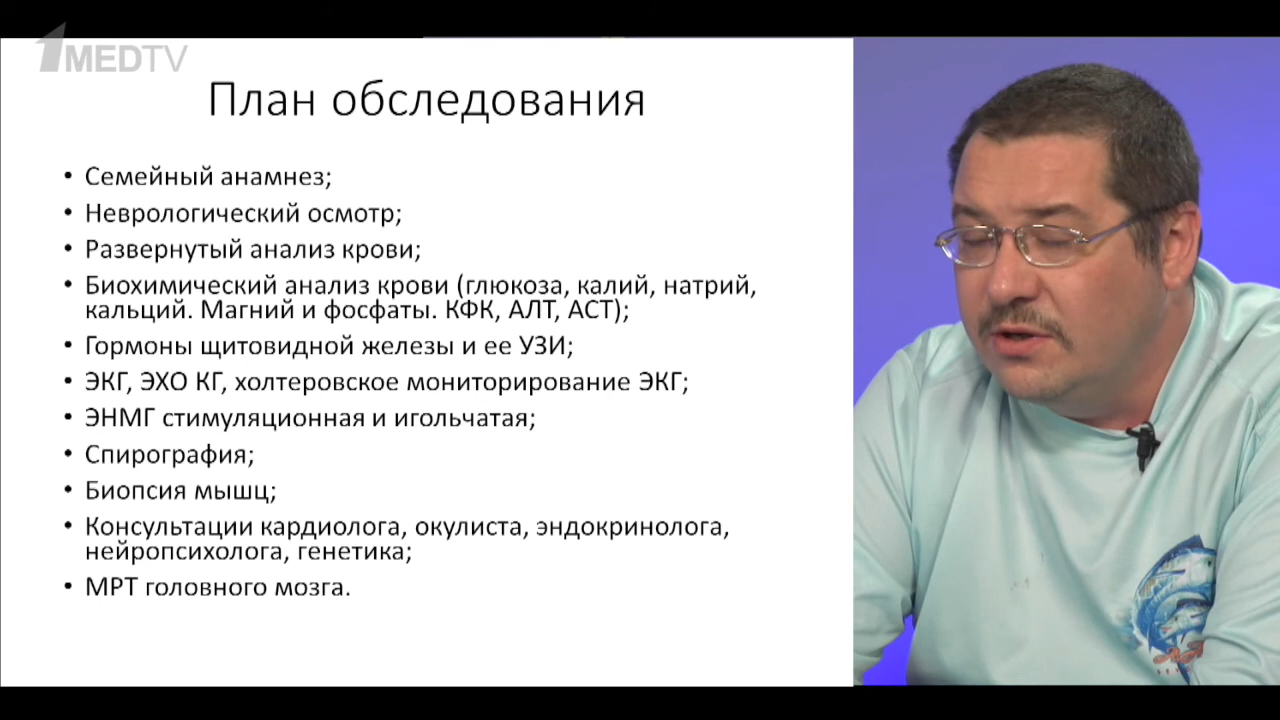 1MEDTV
План обследования
• Семейный анамнез;
• Неврологический осмотр;
• Развернутый анализ крови;
• Биохимический анализ крови (глюкоза, калий, натрий,
кальций. Магний и фосфаты. КФК, АЛТ, АСТ);
• Гормоны щитовидной железы и ее УЗИ;
• ЭКГ, ЭХО КГ, холтеровское мониторирование ЭКГ;
• ЭНМГ стимуляционная и игольчатая;
• Спирография;
• Биопсия мышц;
• Консультации кардиолога, окулиста, эндокринолога,
нейропсихолога, генетика;
• МРТ головного мозга.